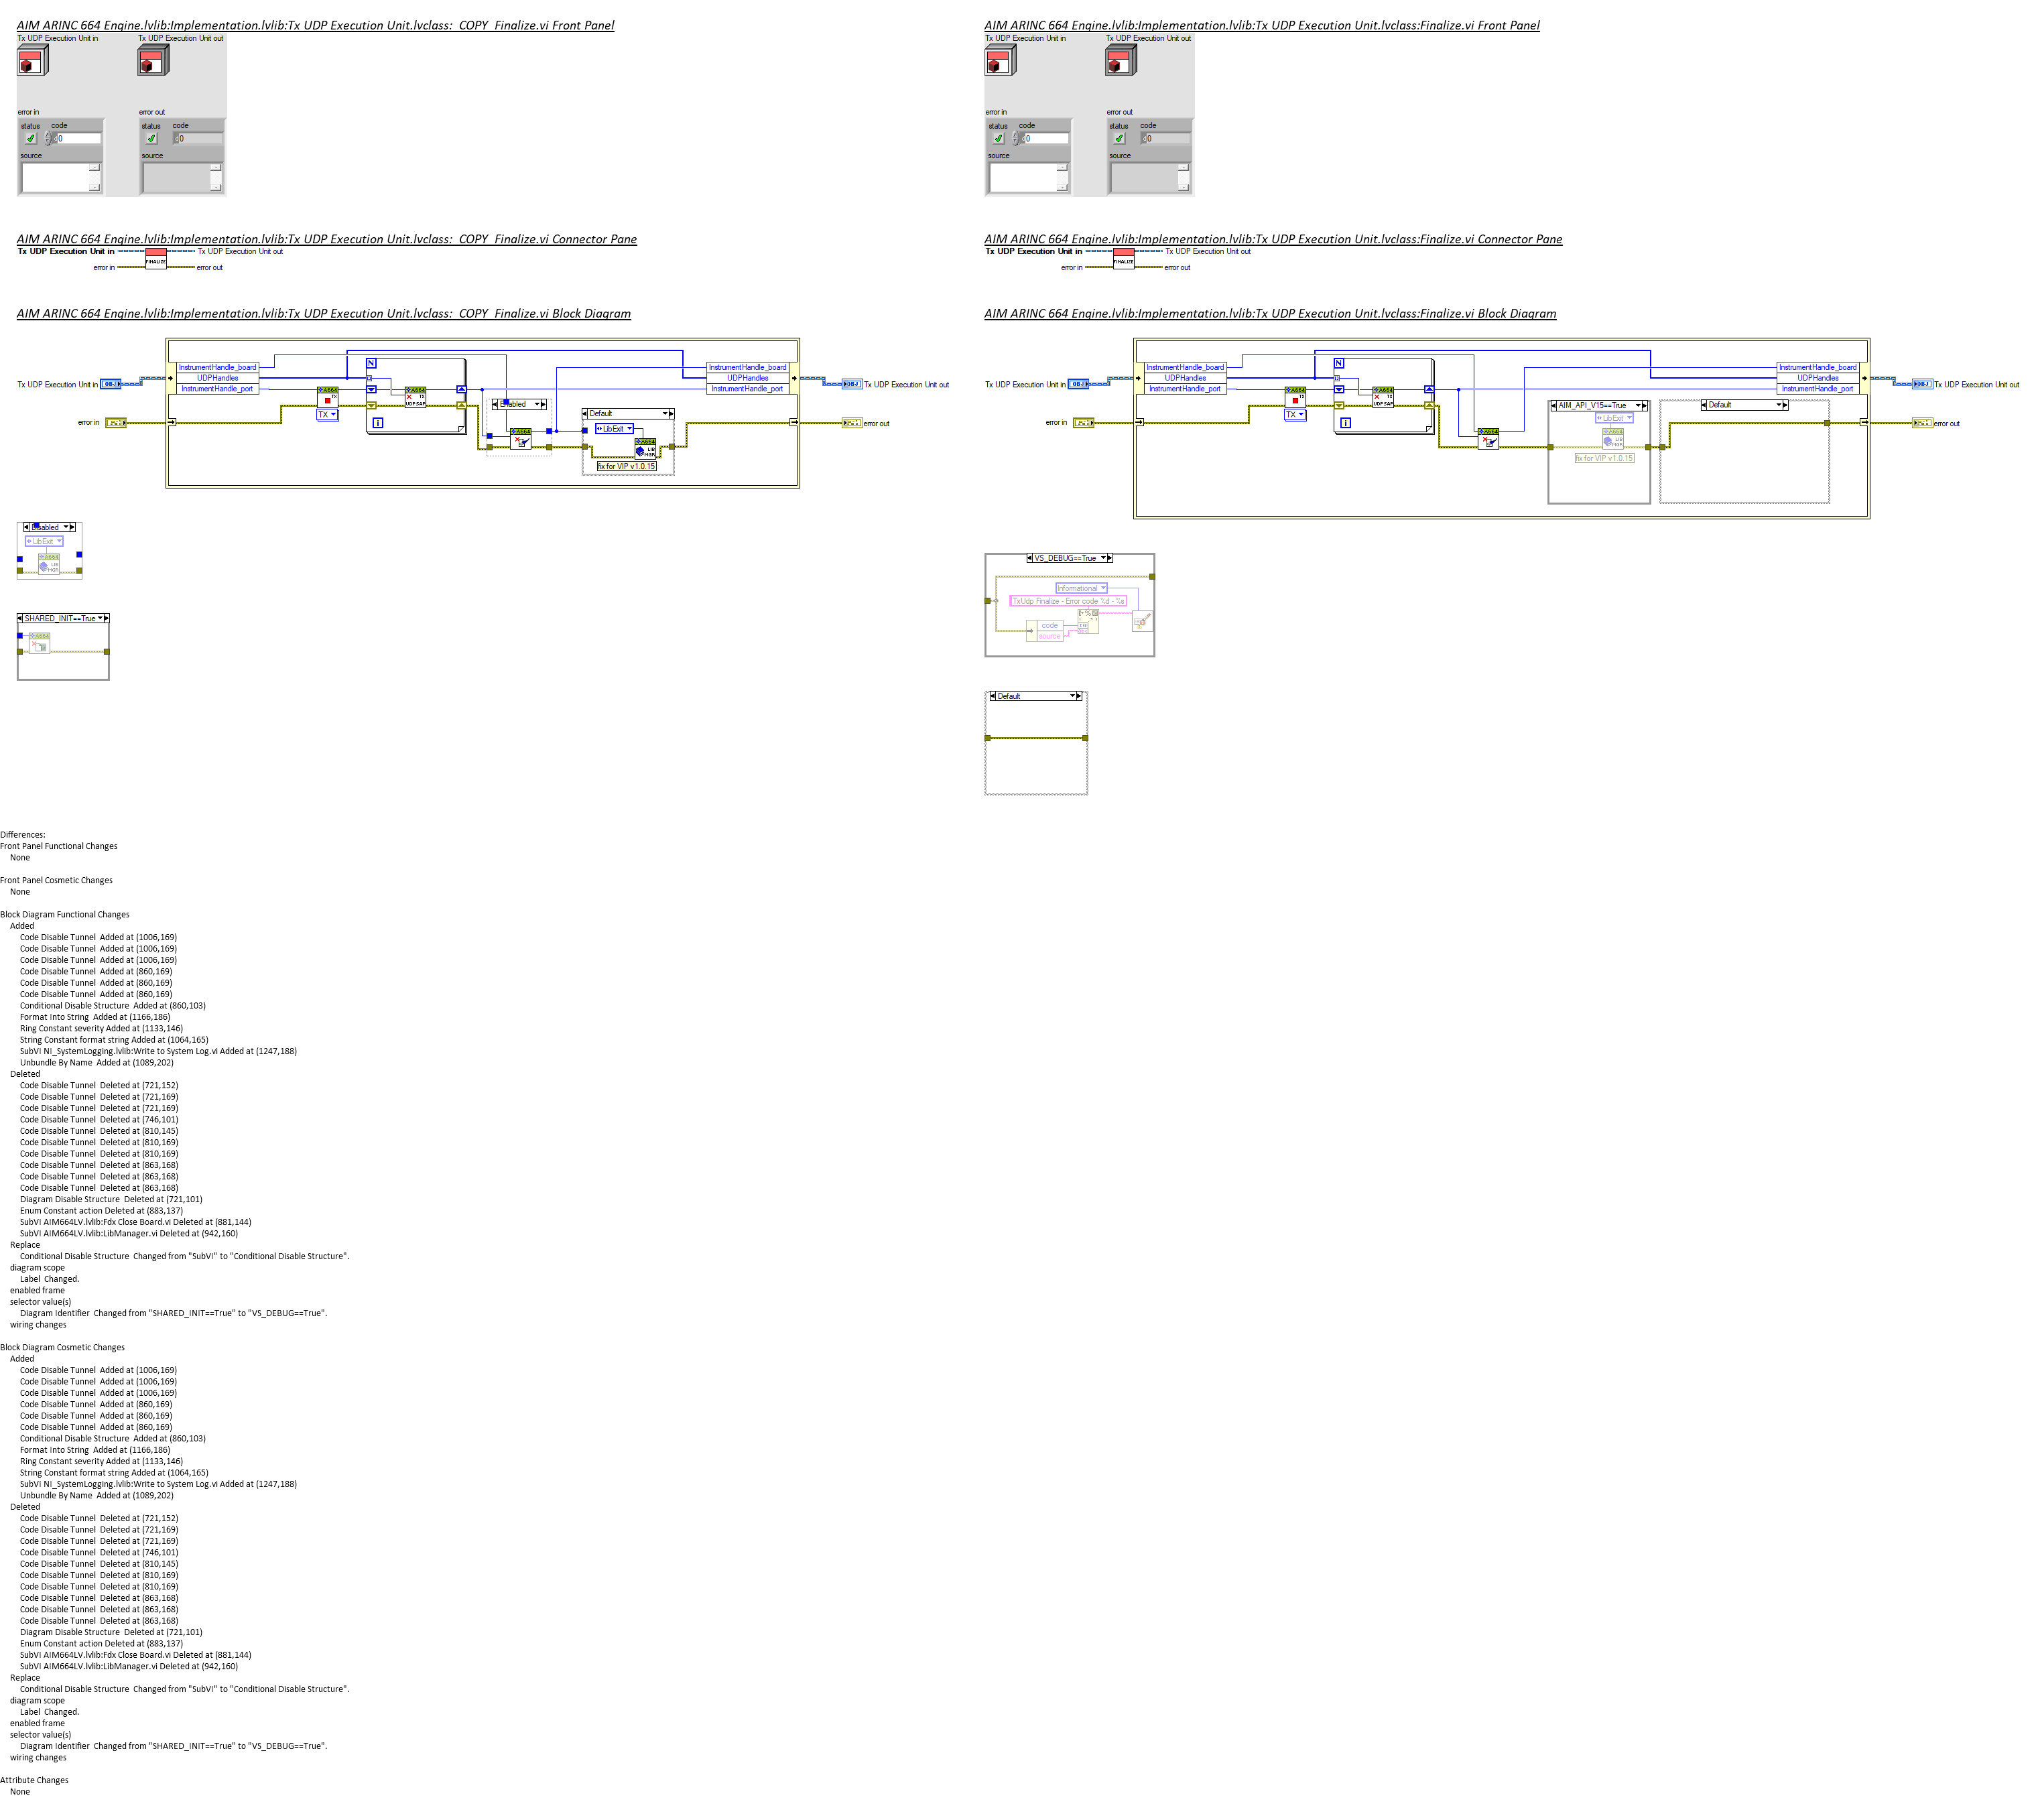 AIM ARINC 664 Engine.lvlib:Implementation.lvlib:Tx UDP Execution Unit.lvclass:  COPY  Finalize.vi Front Panel
Tx UDP Execution Unit in
Tx UDP Execution Unit out
error in
error out
status
code
status
code
0
0
source
source
AIM ARINC 664 Engine.lvlib:Implementation.lvlib:Tx UDP Execution Unit.lvclass:  COPY  Finalize.vi Connector Pane
Tx UDP Execution Unit in
Tx UDP Execution Unit out
FINALIZE
error in
error out
AIM ARINC 664 Engine.lvlib:Implementation.lvlib:Tx UDP Execution Unit.lvclass:  COPY  Finalize.vi Block Diagram
InstrumentHandle_board
UDPHandles
InstrumentHandle_port
N
InstrumentHandle_board
UDPHandles
InstrumentHandle_port
Tx UDP Execution Unit in
OBJ
OBJ
Tx UDP Execution Unit out
A664
TX
TX
A664
TX
UDP SAP
i
Enabled
Default
LibExit
A664
A664
LIB
MGR
fix for VIP v1.0.15
error in
error out
Disabled
LibExit
A664
LIB
MGR
SHARED_INIT==True
A664
AIM ARINC 664 Engine.lvlib:Implementation.lvlib:Tx UDP Execution Unit.lvclass:Finalize.vi Front Panel
Tx UDP Execution Unit in
Tx UDP Execution Unit out
error in
error out
status
code
status
code
0
0
source
source
AIM ARINC 664 Engine.lvlib:Implementation.lvlib:Tx UDP Execution Unit.lvclass:Finalize.vi Connector Pane
Tx UDP Execution Unit in
Tx UDP Execution Unit out
FINALIZE
error in
error out
AIM ARINC 664 Engine.lvlib:Implementation.lvlib:Tx UDP Execution Unit.lvclass:Finalize.vi Block Diagram
InstrumentHandle_board
UDPHandles
InstrumentHandle_port
N
InstrumentHandle_board
UDPHandles
InstrumentHandle_port
Tx UDP Execution Unit in
OBJ
OBJ
Tx UDP Execution Unit out
A664
TX
TX
A664
TX
UDP SAP
i
A664
AIM_API_V15==True
LibExit
A664
LIB
MGR
fix for VIP v1.0.15
Default
error in
error out
VS_DEBUG==True
Informational
TxUdp Finalize - Error code %d - %s
code
source
Default
Differences:
Front Panel Functional Changes
None
Front Panel Cosmetic Changes
None
Block Diagram Functional Changes
Added
Code Disable Tunnel  Added at (1006,169)
Code Disable Tunnel  Added at (1006,169)
Code Disable Tunnel  Added at (1006,169)
Code Disable Tunnel  Added at (860,169)
Code Disable Tunnel  Added at (860,169)
Code Disable Tunnel  Added at (860,169)
Conditional Disable Structure  Added at (860,103)
Format Into String  Added at (1166,186)
Ring Constant severity Added at (1133,146)
String Constant format string Added at (1064,165)
SubVI NI_SystemLogging.lvlib:Write to System Log.vi Added at (1247,188)
Unbundle By Name  Added at (1089,202)
Deleted
Code Disable Tunnel  Deleted at (721,152)
Code Disable Tunnel  Deleted at (721,169)
Code Disable Tunnel  Deleted at (721,169)
Code Disable Tunnel  Deleted at (746,101)
Code Disable Tunnel  Deleted at (810,145)
Code Disable Tunnel  Deleted at (810,169)
Code Disable Tunnel  Deleted at (810,169)
Code Disable Tunnel  Deleted at (863,168)
Code Disable Tunnel  Deleted at (863,168)
Code Disable Tunnel  Deleted at (863,168)
Diagram Disable Structure  Deleted at (721,101)
Enum Constant action Deleted at (883,137)
SubVI AIM664LV.lvlib:Fdx Close Board.vi Deleted at (881,144)
SubVI AIM664LV.lvlib:LibManager.vi Deleted at (942,160)
Replace
Conditional Disable Structure  Changed from "SubVI" to "Conditional Disable Structure".
diagram scope
Label  Changed.
enabled frame
selector value(s)
Diagram Identifier  Changed from "SHARED_INIT==True" to "VS_DEBUG==True".
wiring changes
Block Diagram Cosmetic Changes
Added
Code Disable Tunnel  Added at (1006,169)
Code Disable Tunnel  Added at (1006,169)
Code Disable Tunnel  Added at (1006,169)
Code Disable Tunnel  Added at (860,169)
Code Disable Tunnel  Added at (860,169)
Code Disable Tunnel  Added at (860,169)
Conditional Disable Structure  Added at (860,103)
Format Into String  Added at (1166,186)
Ring Constant severity Added at (1133,146)
String Constant format string Added at (1064,165)
SubVI NI_SystemLogging.lvlib:Write to System Log.vi Added at (1247,188)
Unbundle By Name  Added at (1089,202)
Deleted
Code Disable Tunnel  Deleted at (721,152)
Code Disable Tunnel  Deleted at (721,169)
Code Disable Tunnel  Deleted at (721,169)
Code Disable Tunnel  Deleted at (746,101)
Code Disable Tunnel  Deleted at (810,145)
Code Disable Tunnel  Deleted at (810,169)
Code Disable Tunnel  Deleted at (810,169)
Code Disable Tunnel  Deleted at (863,168)
Code Disable Tunnel  Deleted at (863,168)
Code Disable Tunnel  Deleted at (863,168)
Diagram Disable Structure  Deleted at (721,101)
Enum Constant action Deleted at (883,137)
SubVI AIM664LV.lvlib:Fdx Close Board.vi Deleted at (881,144)
SubVI AIM664LV.lvlib:LibManager.vi Deleted at (942,160)
Replace
Conditional Disable Structure  Changed from "SubVI" to "Conditional Disable Structure".
diagram scope
Label  Changed.
enabled frame
selector value(s)
Diagram Identifier  Changed from "SHARED_INIT==True" to "VS_DEBUG==True".
wiring changes
Attribute Changes
None